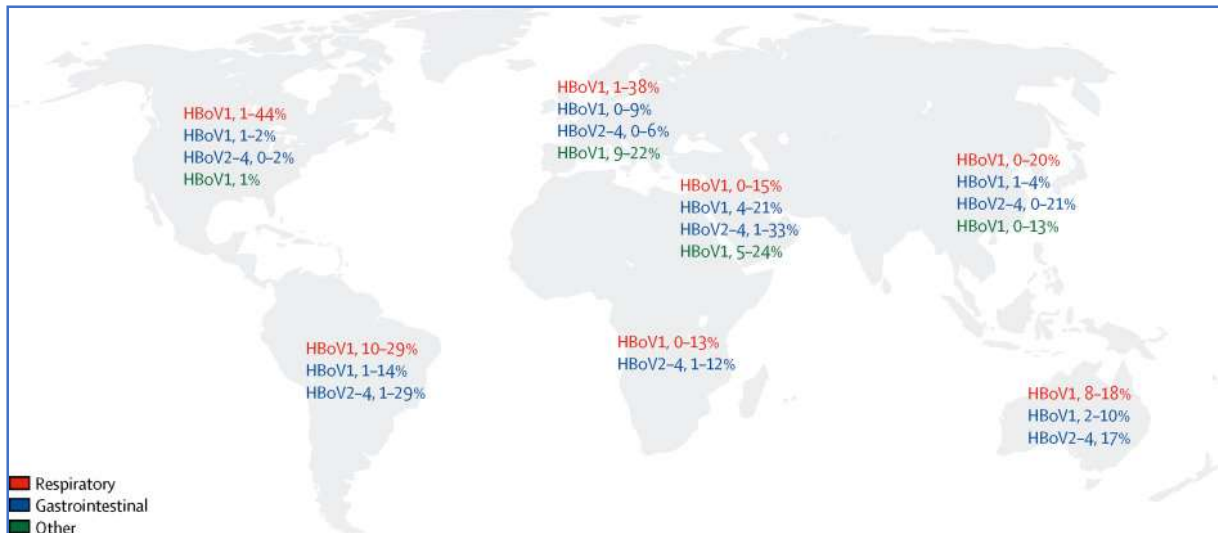 HBoV1, 1–44%
HBoV1, 1–2%
HBoV2–4, 0–2%
HBoV1, 1%
HBoV1, 1–38%
HBoV1, 0–9%
HBoV2–4, 0–6%
HBoV1, 9–22%
HBoV1, 0–15%
HBoV1, 4–21%
HBoV2–4, 1–33%
HBoV1, 5–24%
HBoV1, 0–20%
HBoV1, 1–4%
HBoV2–4, 0–21%
HBoV1, 0–13%
HBoV1, 10–29%
HBoV1, 1–14%
HBoV2–4, 1–29%
HBoV1, 0–13%
HBoV2–4, 1–12%
HBoV1, 8–18%
HBoV1, 2–10%
HBoV2–4, 17%
Respiratory
Gastrointestinal
Other